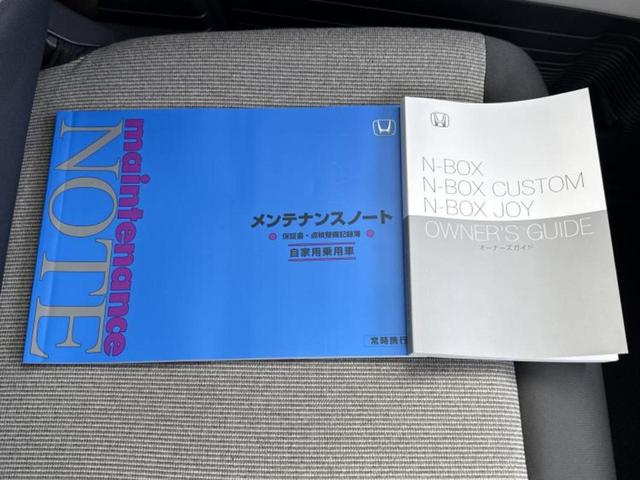 maintenance
NOTE
メンテナンスノート
保証書・点検整備記録簿
自家用乗用車
常時携行
N-BOX
N-BOX CUSTOM
N-BOX JOY
OWNER'S GUIDE
オーナーズガイド